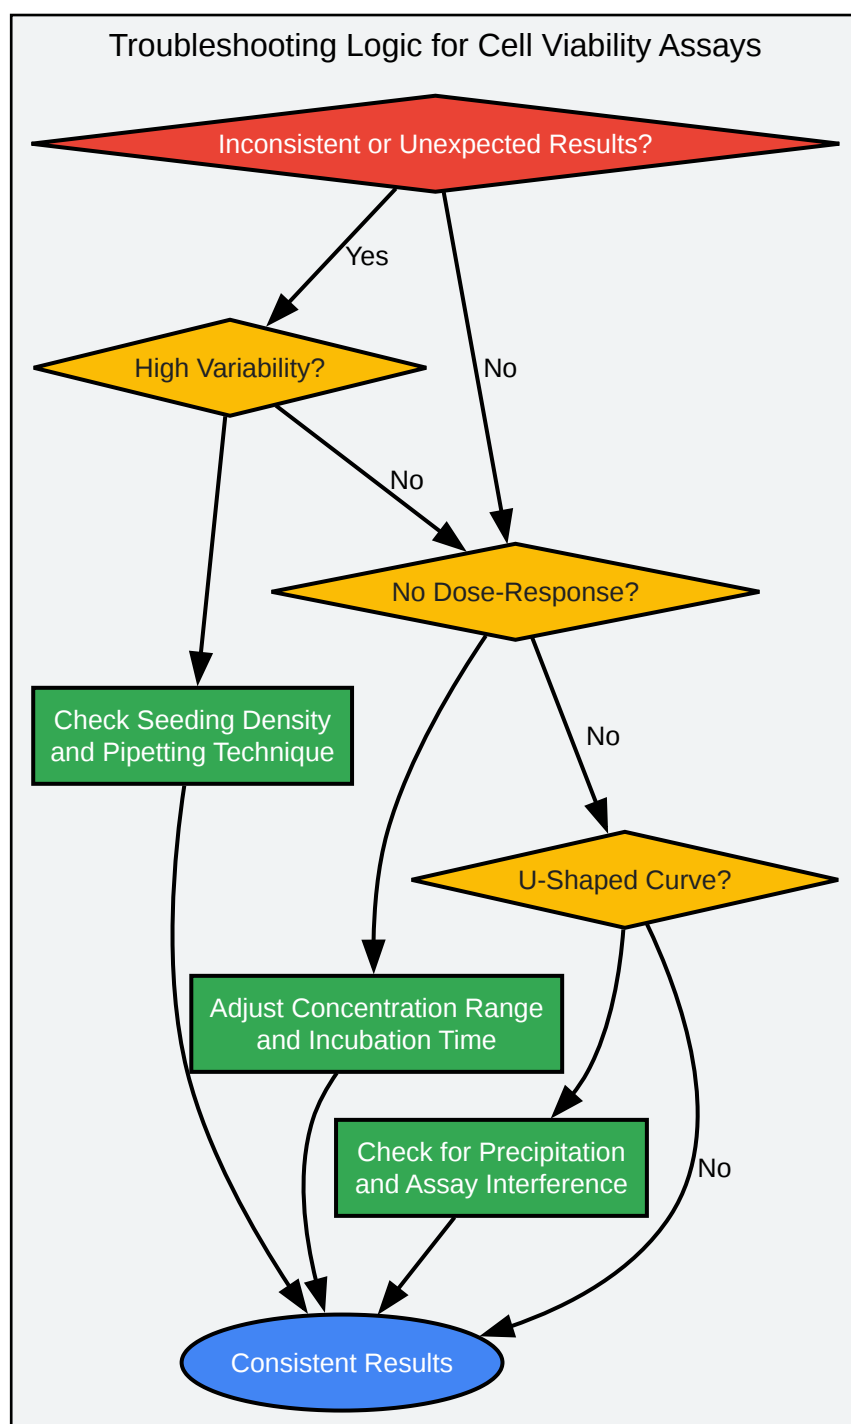 Troubleshooting Logic for Cell Viability Assays
Inconsistent or Unexpected Results?
Yes
High Variability?
No
No
No Dose-Response?
Check Seeding Density
and Pipetting Technique
No
U-Shaped Curve?
Adjust Concentration Range
and Incubation Time
Check for Precipitation
and Assay Interference
No
Consistent Results